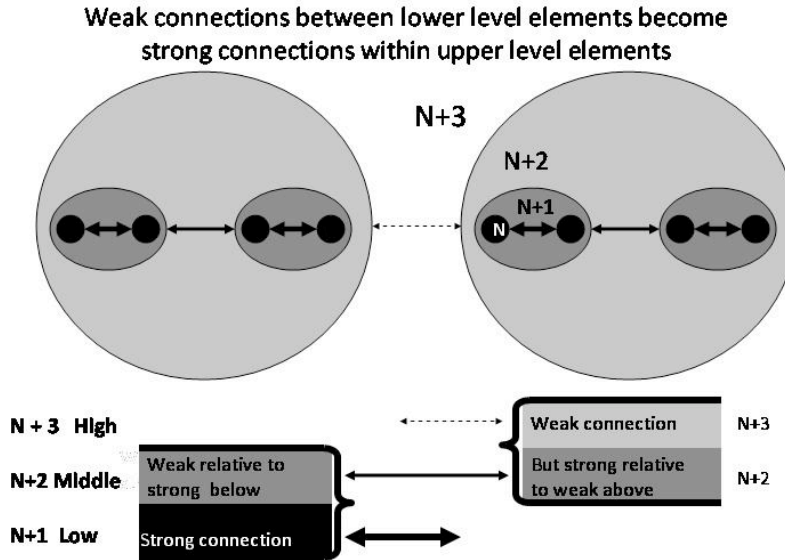 Weak connections between lower level elements become
strong connections within upper level elements
N+3
N+2
N+1
N
N + 3 High
Weak connection
N+3
N+2 Middle
Weak relative to
strong below
But strong relative
to weak above
N+2
N+1 Low
Strong connection